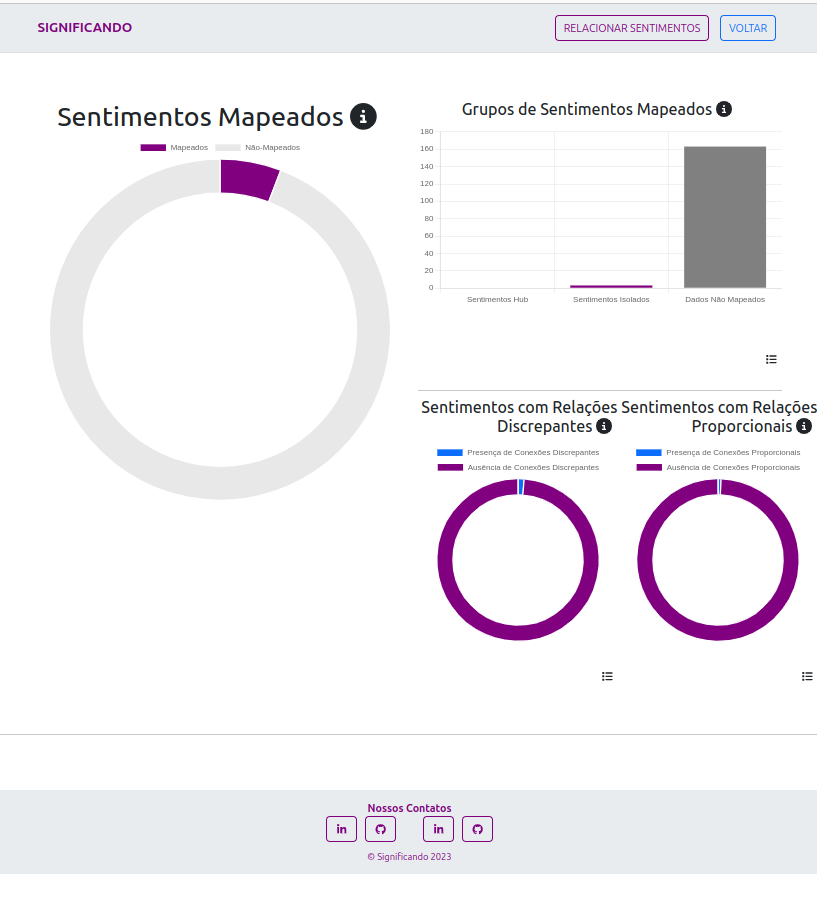 SIGNIFICANDO
RELACIONAR SENTIMENTOS
VOLTAR
Sentimentos Mapeados
Mapeados
Não-Mapeados
Grupos de Sentimentos Mapeados
180
160
140
120
100
80
60
40
20
0
Sentimentos Hub
Sentimentos Isolados
Dados Não Mapeados
Sentimentos com Relações
Discrepantes
Presença de Conexões Discrepantes
Ausência de Conexões Discrepantes
Sentimentos com Relações
Proporcionais
Presença de Conexões Proporcionais
Ausência de Conexões Proporcionais
Nossos Contatos
© Significando 2023